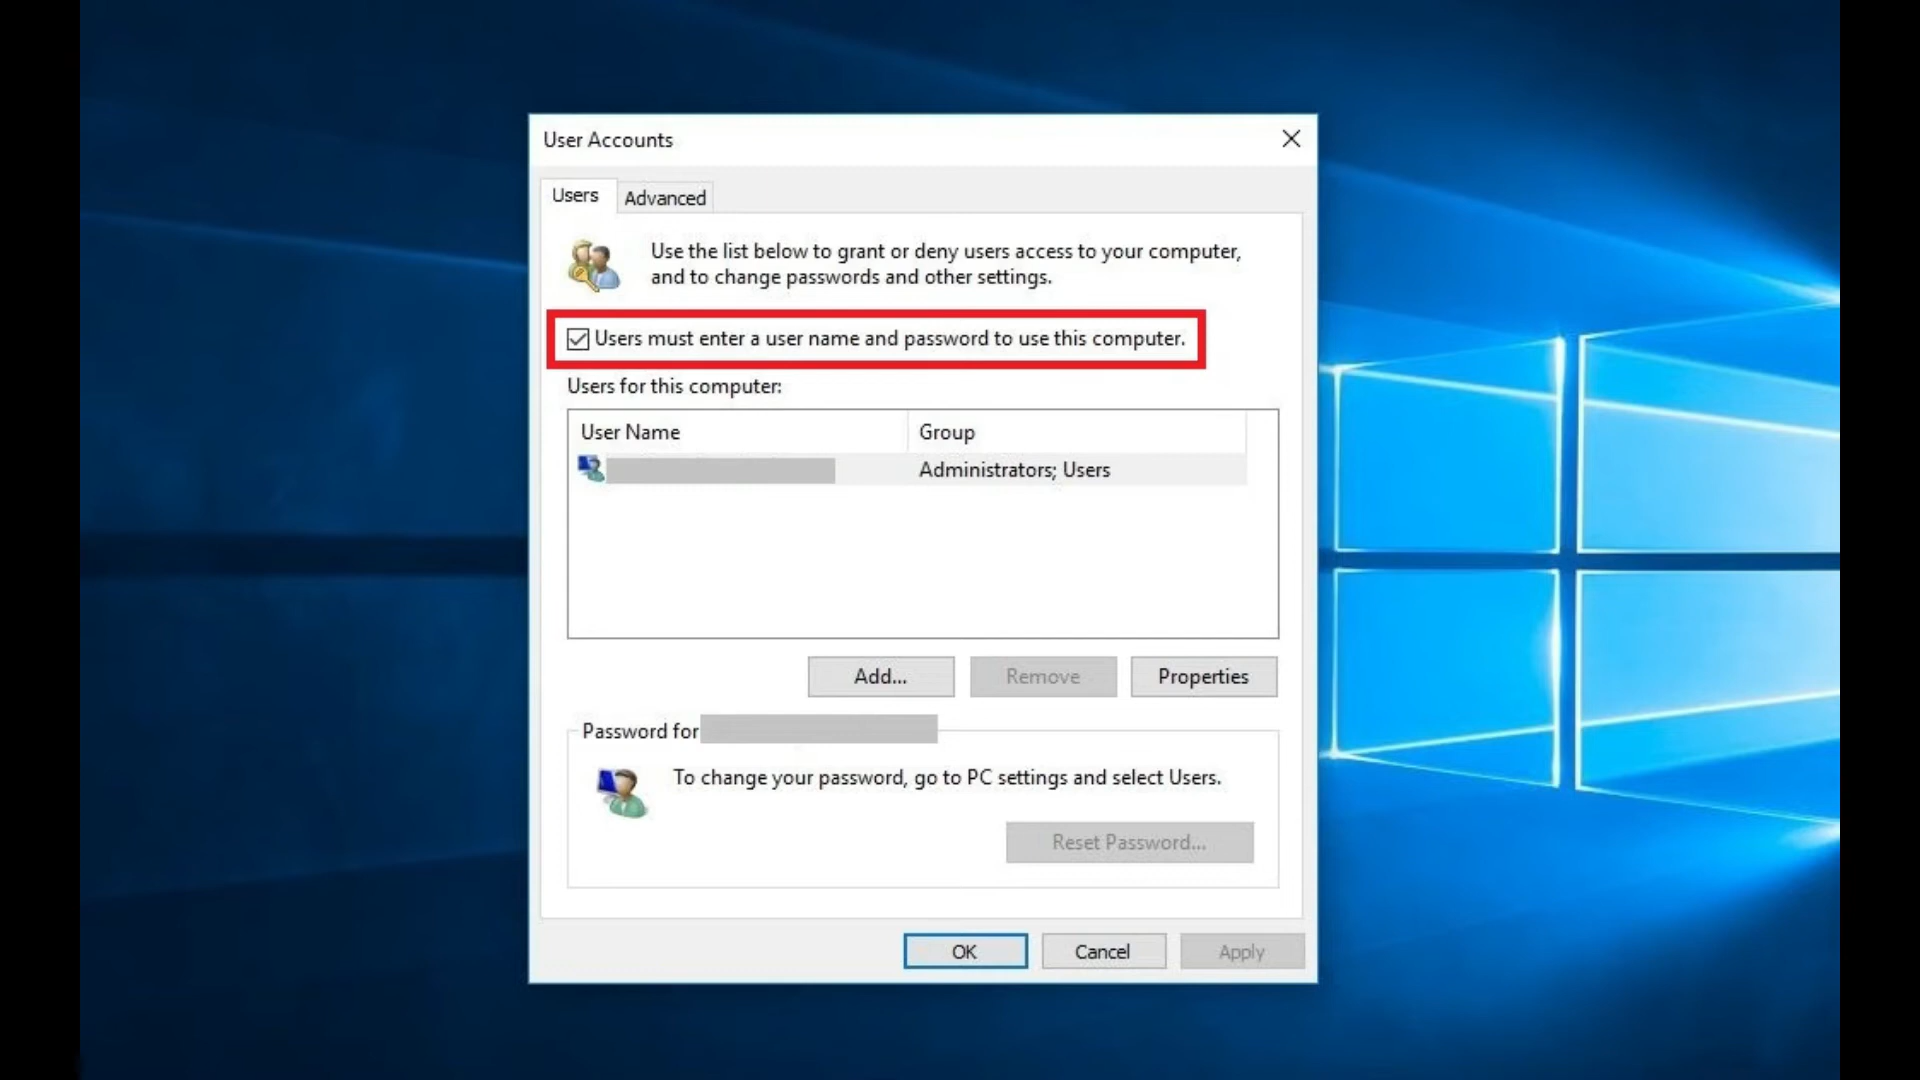 User Accounts
Users
Advanced
Use the list below to grant or deny users access to your computer,
and to change passwords and other settings.
Users must enter a user name and password to use this computer.
Users for this computer:
User Name Group
Administrators; Users
Add... Remove Properties
Password for
To change your password, go to PC settings and select Users.
Reset Password...
OK Cancel Apply